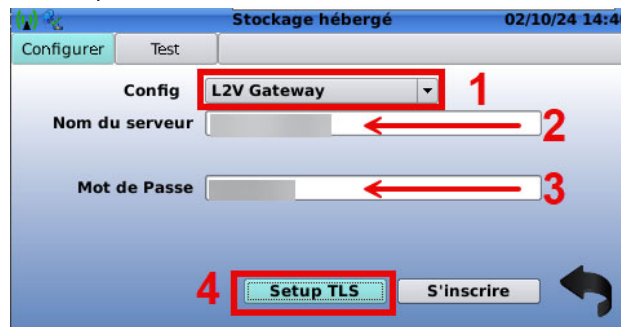 Stockage hébergé 02/10/24 14:4
Configurer Test
Config L2V Gateway 1
Nom du serveur 2
Mot de Passe 3
4 Setup TLS S'inscrire